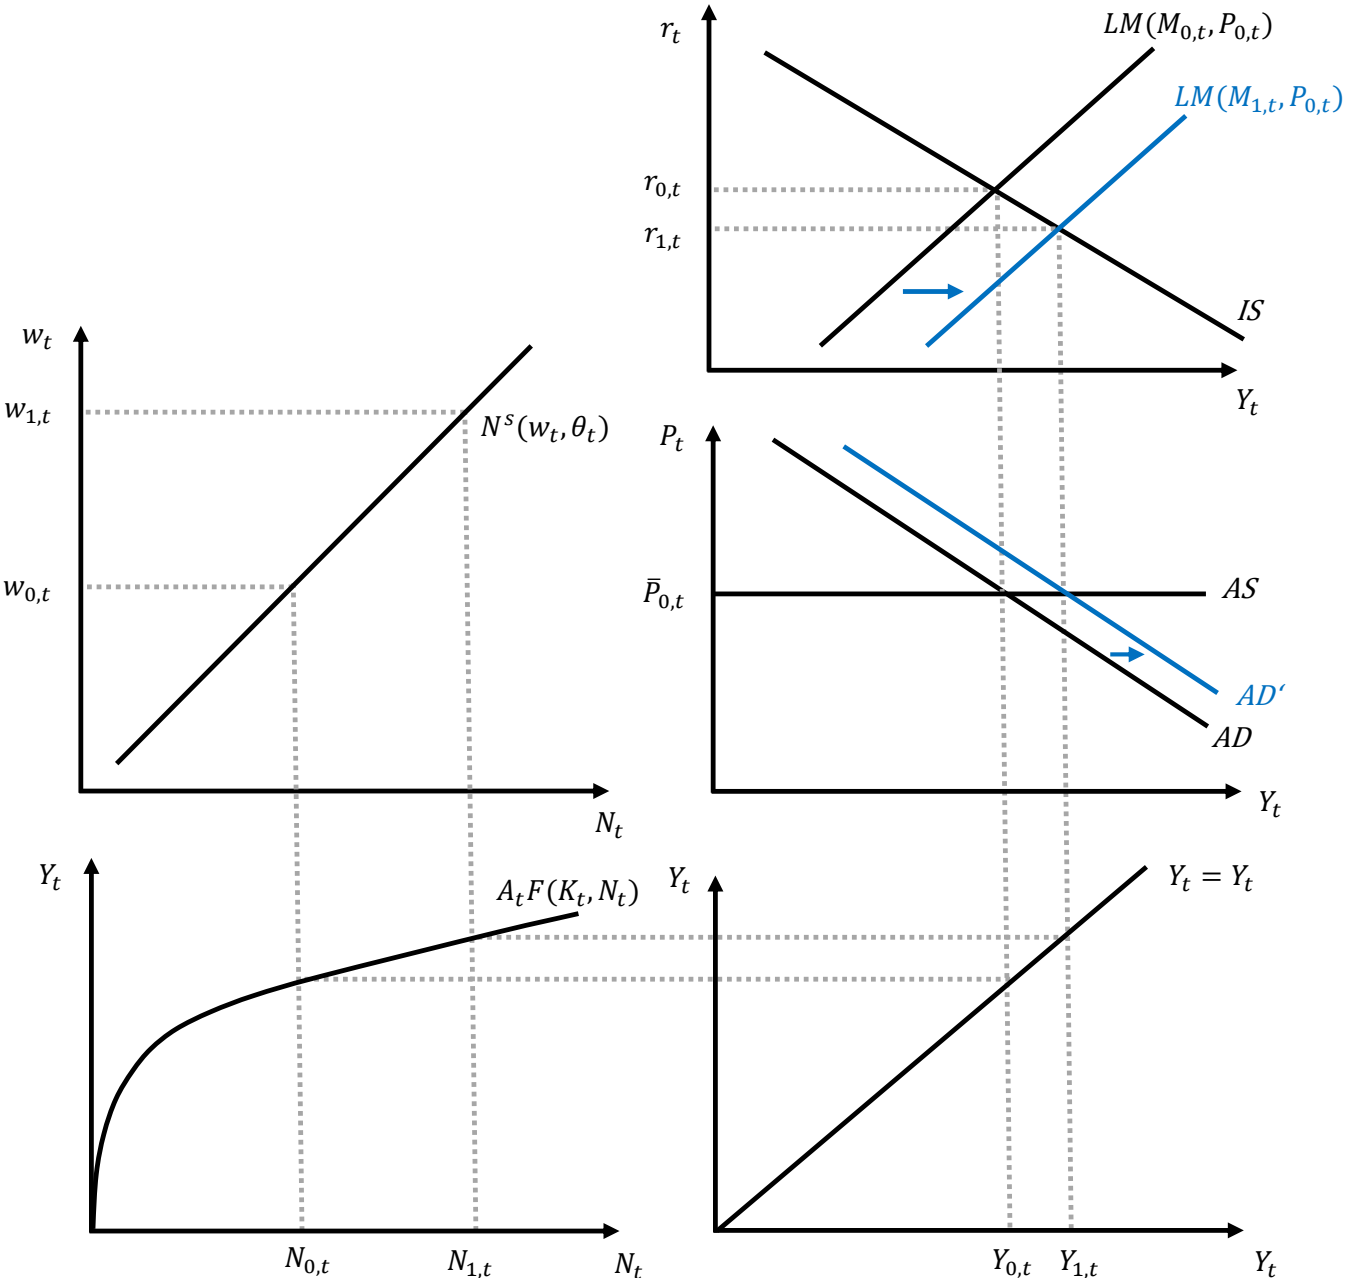 r_t
LM(M_{0,t}, P_{0,t})
LM(M_{1,t}, P_{0,t})
r_{0,t}
r_{1,t}
IS
Y_t
w_t
w_{1,t}
N^s(w_t, θ_t)
w_{0,t}
N_t
P_t
P̄_{0,t}
AS
AD‘
AD
Y_t
Y_t
A_tF(K_t, N_t)
N_{0,t}
N_{1,t}
N_t
Y_t
Y_t = Y_t
Y_{0,t}
Y_{1,t}
Y_t